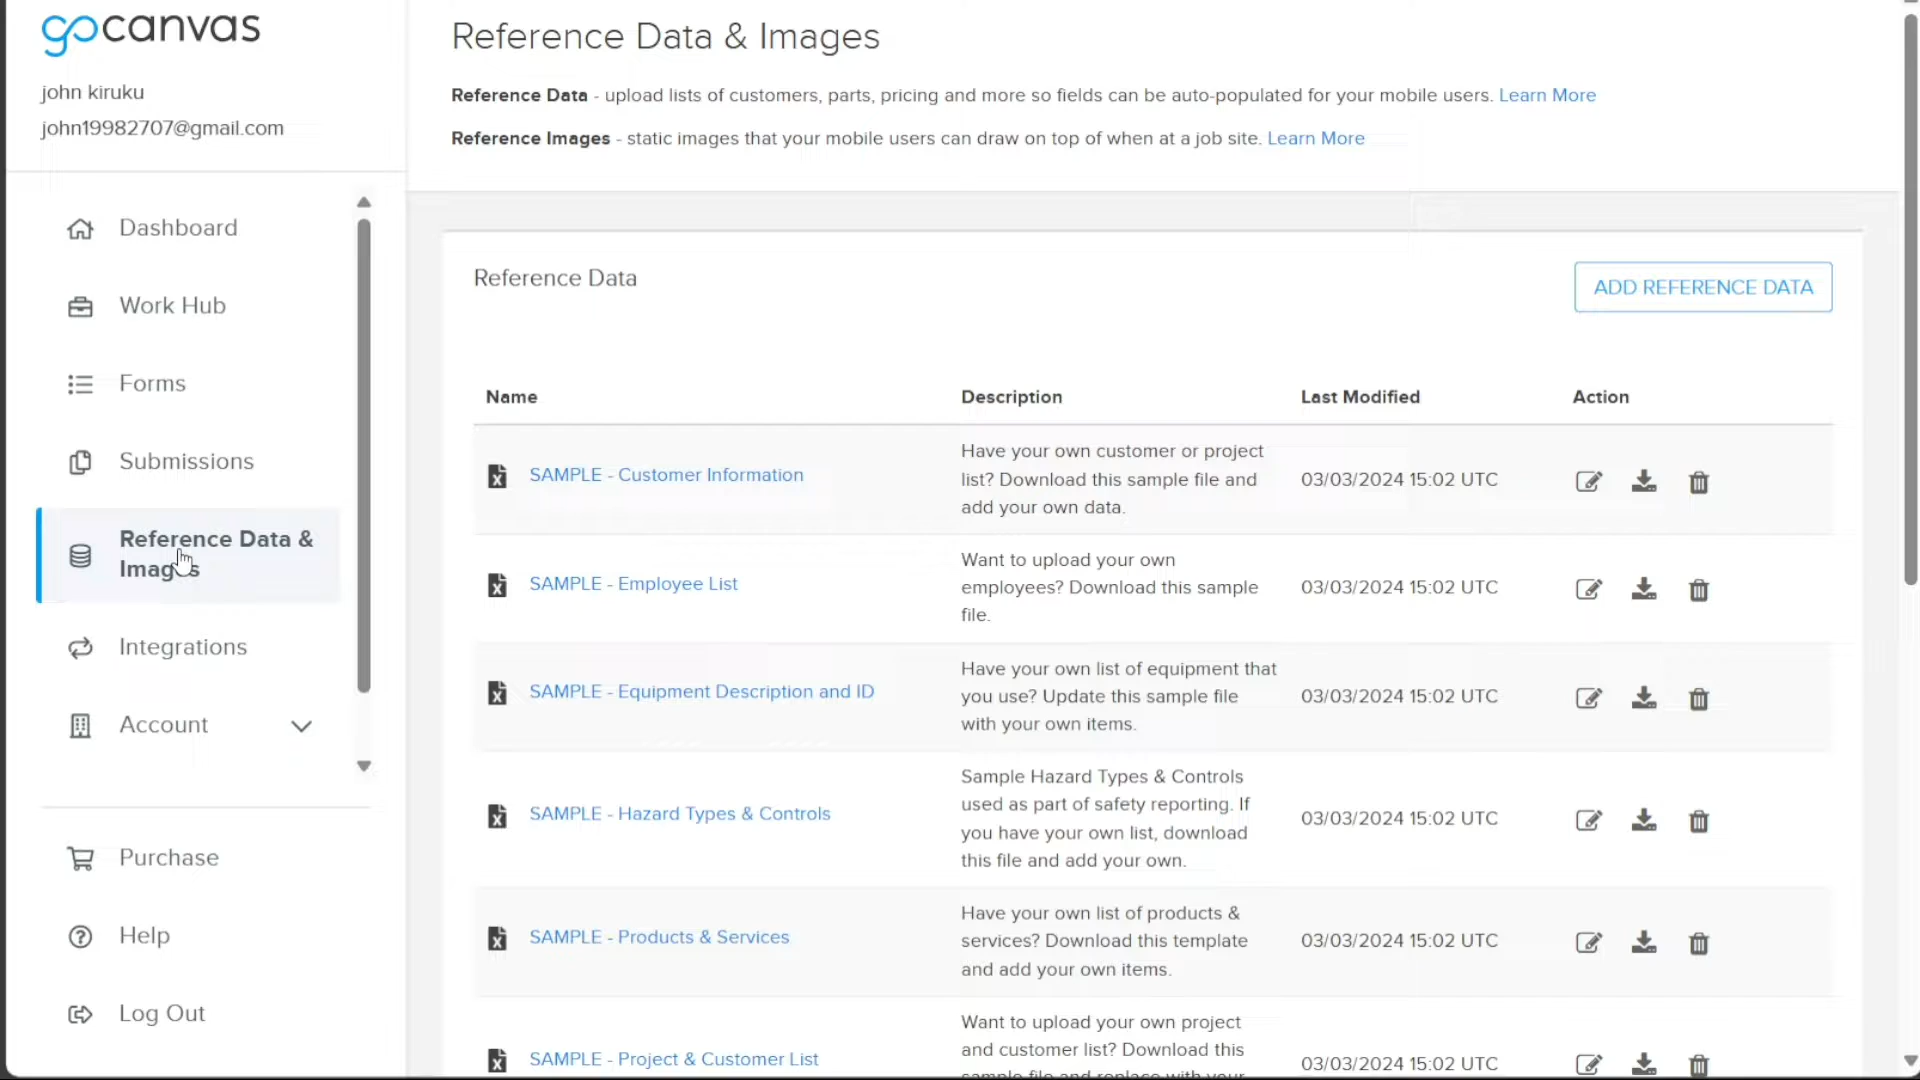 gocanvas
john kiruku
john19982707@gmail.com
Dashboard
Work Hub
Forms
Submissions
Reference Data &
Images
Integrations
Account
Purchase
Help
Log Out
Reference Data & Images
Reference Data - upload lists of customers, parts, pricing and more so fields can be auto-populated for your mobile users. Learn More
Reference Images - static images that your mobile users can draw on top of when at a job site. Learn More
Reference Data
ADD REFERENCE DATA
Name Description Last Modified Action
SAMPLE - Customer Information
Have your own customer or project
list? Download this sample file and
add your own data.
03/03/2024 15:02 UTC
SAMPLE - Employee List
Want to upload your own
employees? Download this sample
file.
03/03/2024 15:02 UTC
SAMPLE - Equipment Description and ID
Have your own list of equipment that
you use? Update this sample file
with your own items.
03/03/2024 15:02 UTC
SAMPLE - Hazard Types & Controls
Sample Hazard Types & Controls
used as part of safety reporting. If
you have your own list, download
this file and add your own.
03/03/2024 15:02 UTC
SAMPLE - Products & Services
Have your own list of products &
services? Download this template
and add your own items.
03/03/2024 15:02 UTC
SAMPLE - Project & Customer List
Want to upload your own project
and customer list? Download this
sample file and replace with your
03/03/2024 15:02 UTC